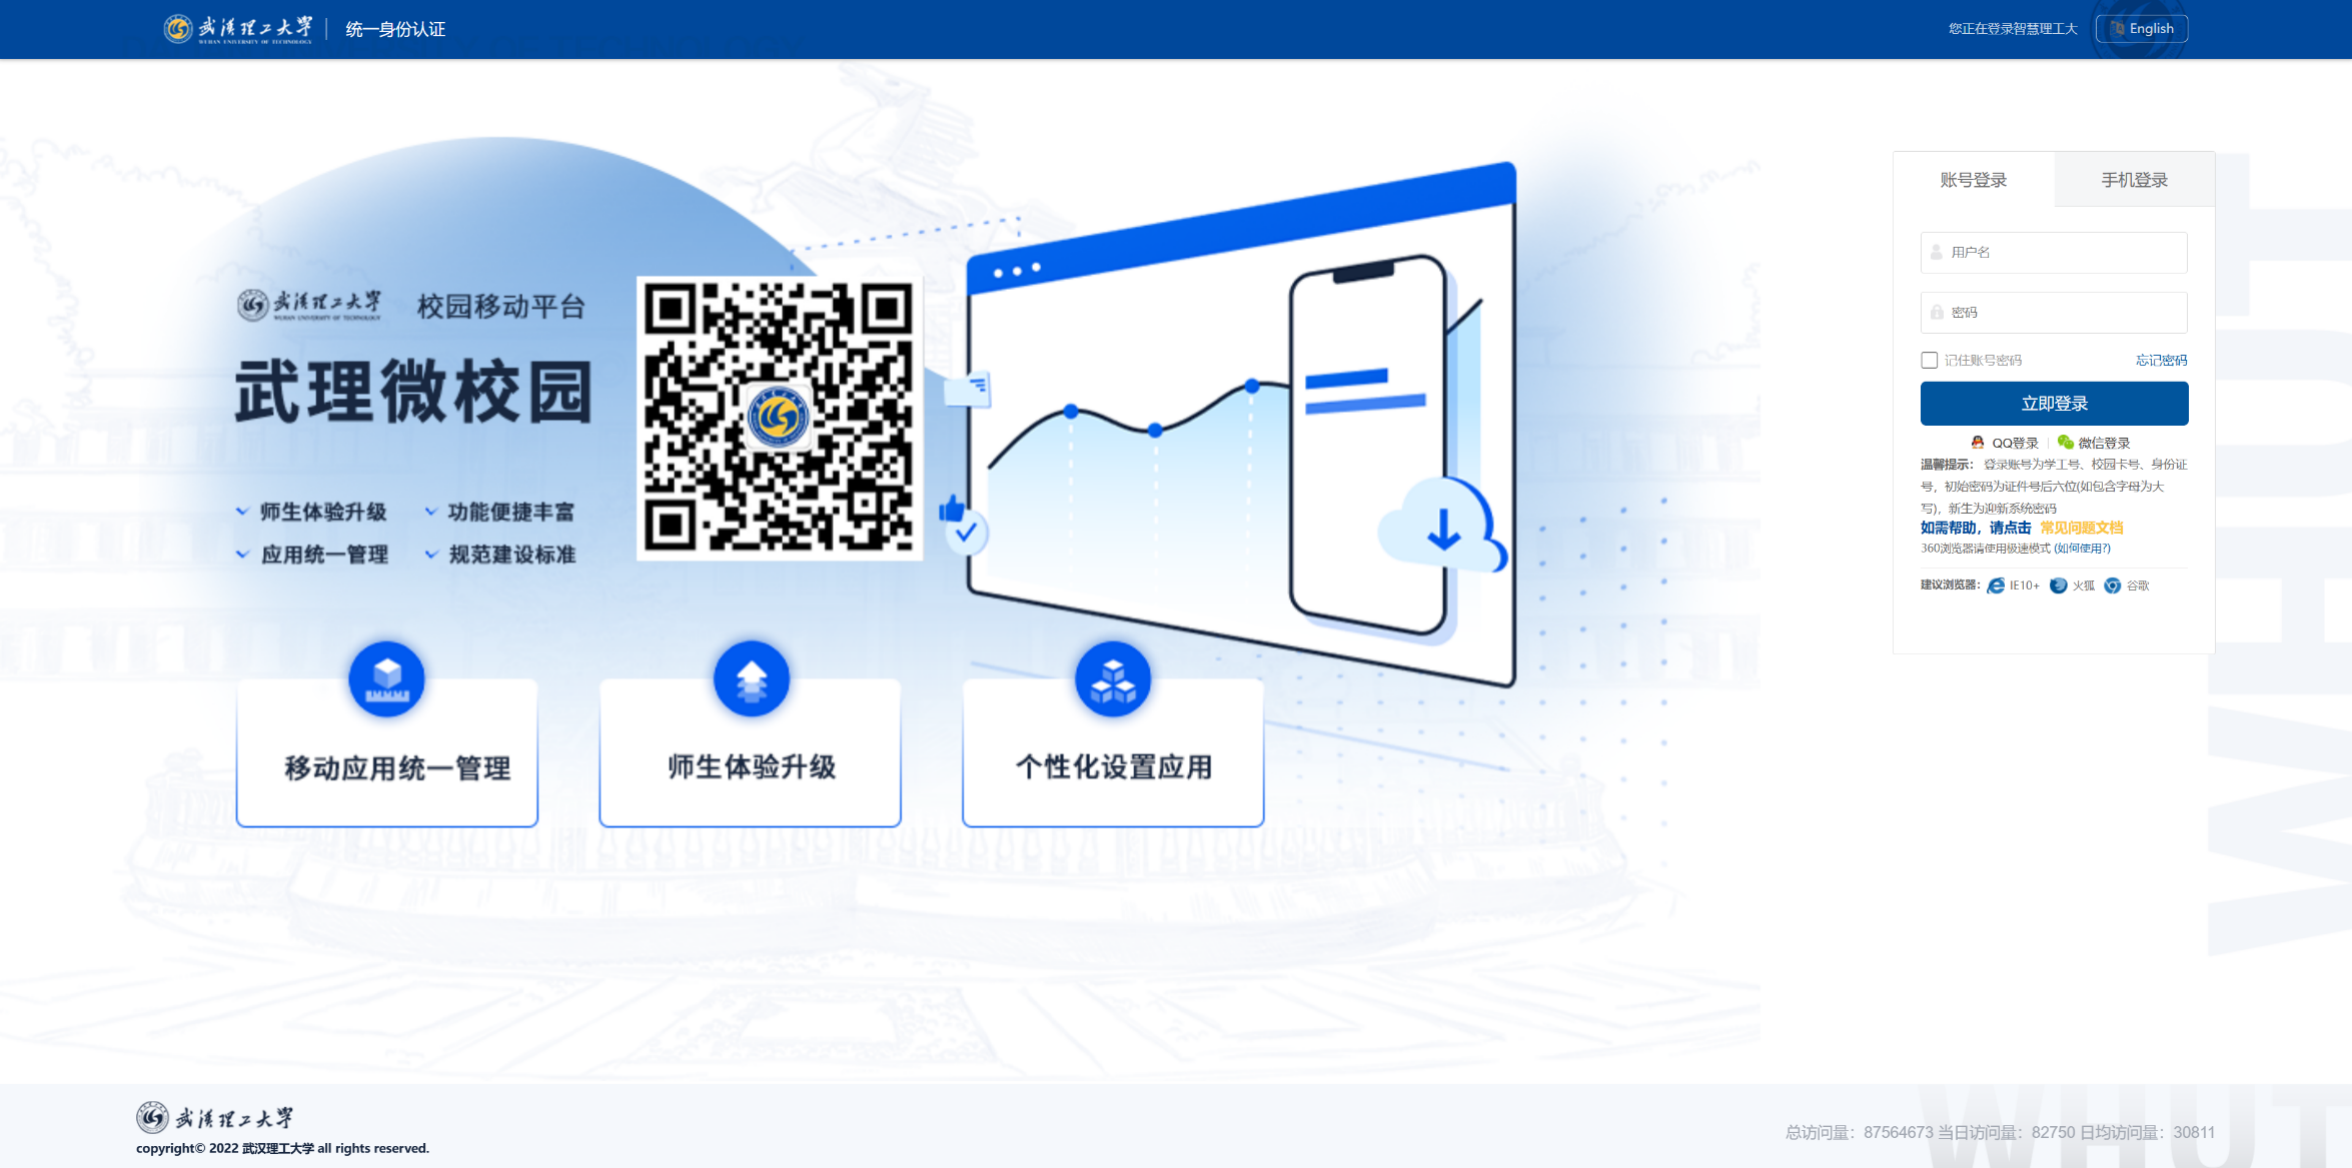 武汉理工大学
WUHAN UNIVERSITY OF TECHNOLOGY
统一身份认证
您正在登录智慧理工大
English
武汉理工大学
WUHAN UNIVERSITY OF TECHNOLOGY
校园移动平台
武理微校园
师生体验升级
功能便捷丰富
应用统一管理
规范建设标准
移动应用统一管理
师生体验升级
个性化设置应用
账号登录
手机登录
用户名
密码
记住账号密码
忘记密码
立即登录
QQ登录
微信登录
温馨提示： 登录账号为学工号、校园卡号、身份证
号，初始密码为证件号后六位(如包含字母为大
写)，新生为迎新系统密码
如需帮助，请点击 常见问题文档
360浏览器请使用极速模式 (如何使用?)
建议浏览器： IE10+ 火狐 谷歌
WHUT
武汉理工大学
copyright© 2022 武汉理工大学 all rights reserved.
总访问量：87564673 当日访问量：82750 日均访问量：30811
WHUT